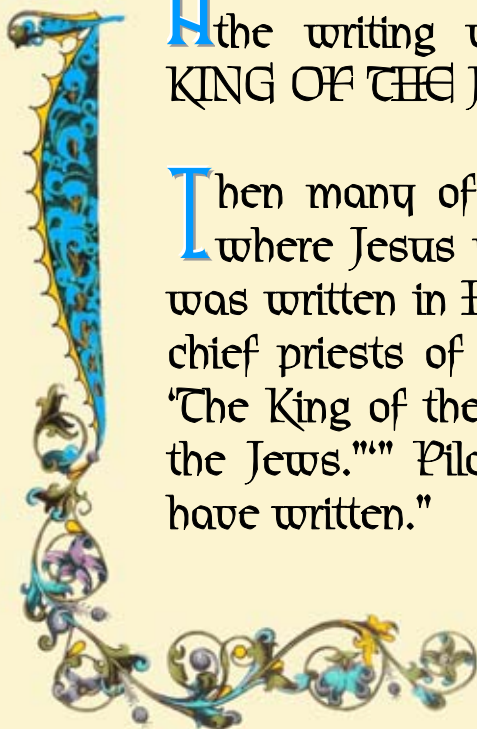 the writing
KING OF THE
Then many of
where Jesus
was written in
chief priests of
‘The King of the
the Jews."‘"
have written."